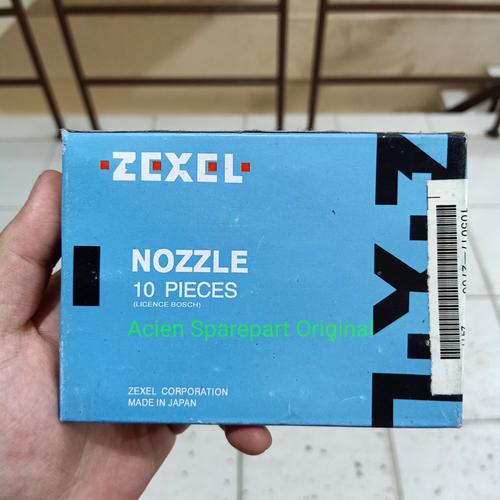 ZEXEL
NOZZLE
10 PIECES
(LICENCE BOSCH)
Acien Sparepart Original
ZEXEL CORPORATION
MADE IN JAPAN